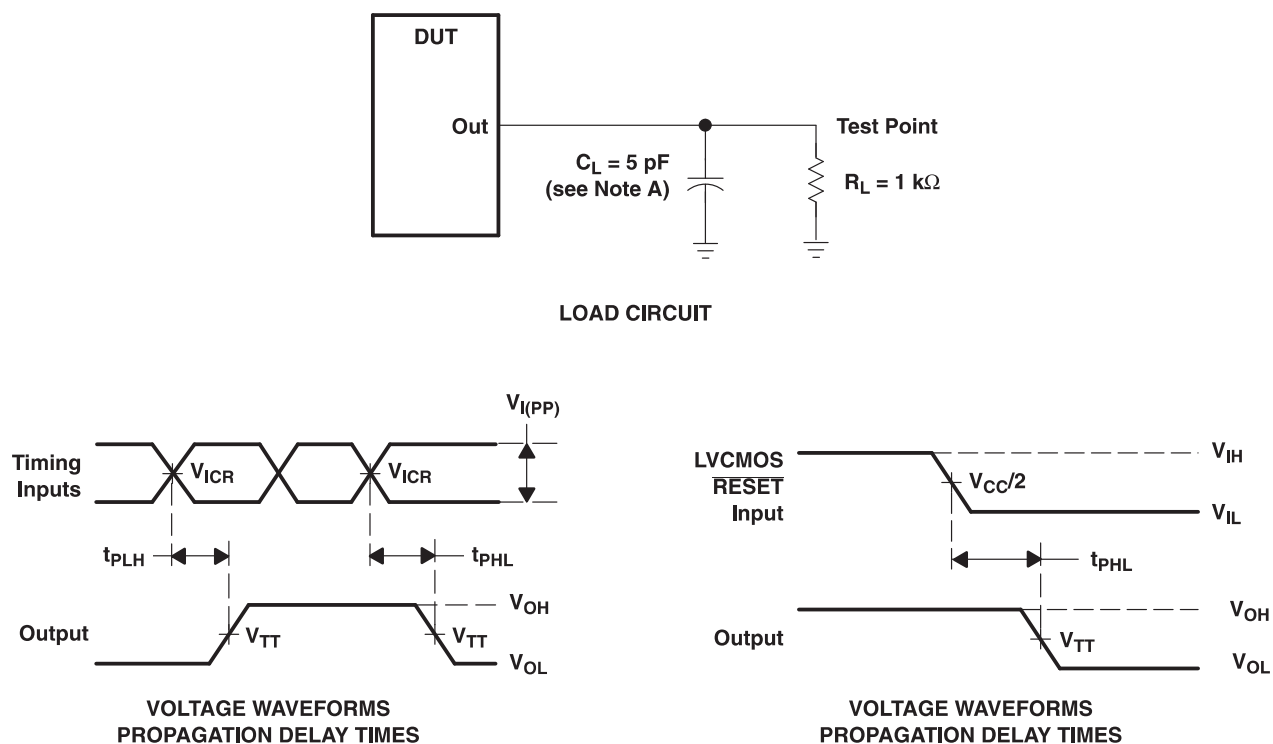 DUT
Out
Test Point
C_L = 5 pF
(see Note A)
R_L = 1 kΩ
LOAD CIRCUIT
V_I(PP)
Timing
Inputs
V_ICR
V_ICR
t_PLH
t_PHL
Output
V_TT
V_TT
V_OH
V_OL
VOLTAGE WAVEFORMS
PROPAGATION DELAY TIMES
LVCMOS
R̅E̅S̅E̅T̅
Input
V_CC/2
V_IH
V_IL
t_PHL
Output
V_TT
V_OH
V_OL
VOLTAGE WAVEFORMS
PROPAGATION DELAY TIMES